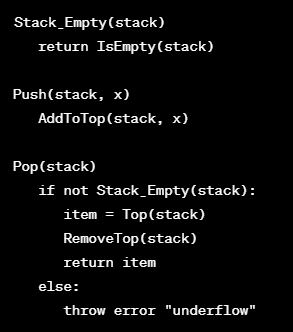 Stack_Empty(stack)
return IsEmpty(stack)
Push(stack, x)
AddToTop(stack, x)
Pop(stack)
if not Stack_Empty(stack):
item = Top(stack)
RemoveTop(stack)
return item
else:
throw error "underflow"